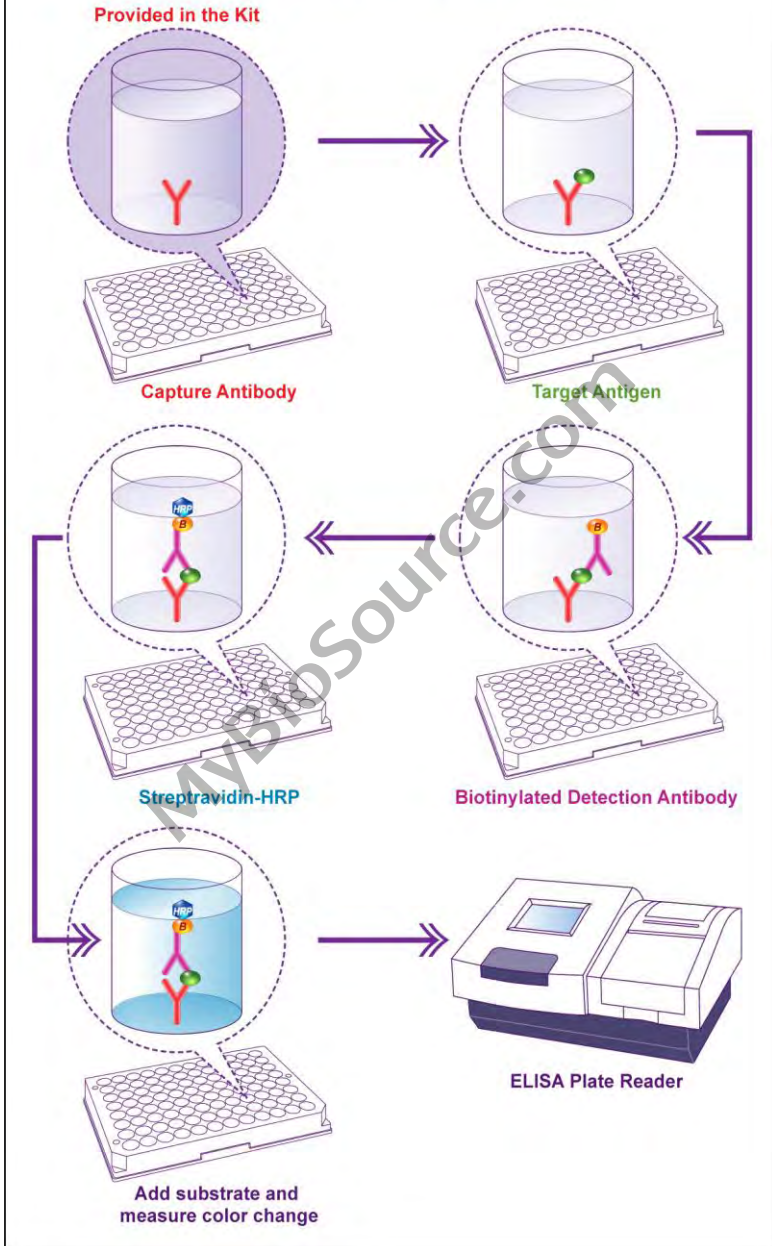 Provided in the Kit
Capture Antibody
Target Antigen
B
HRP
B
Streptravidin-HRP
Biotinylated Detection Antibody
HRP
B
ELISA Plate Reader
Add substrate and
measure color change
MyBioSource.com